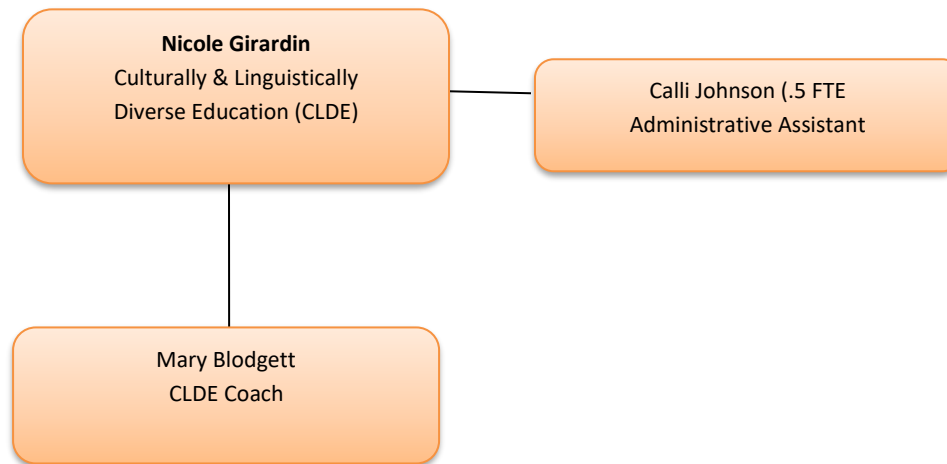 Nicole Girardin
Culturally & Linguistically
Diverse Education (CLDE)
Calli Johnson (.5 FTE
Administrative Assistant
Mary Blodgett
CLDE Coach